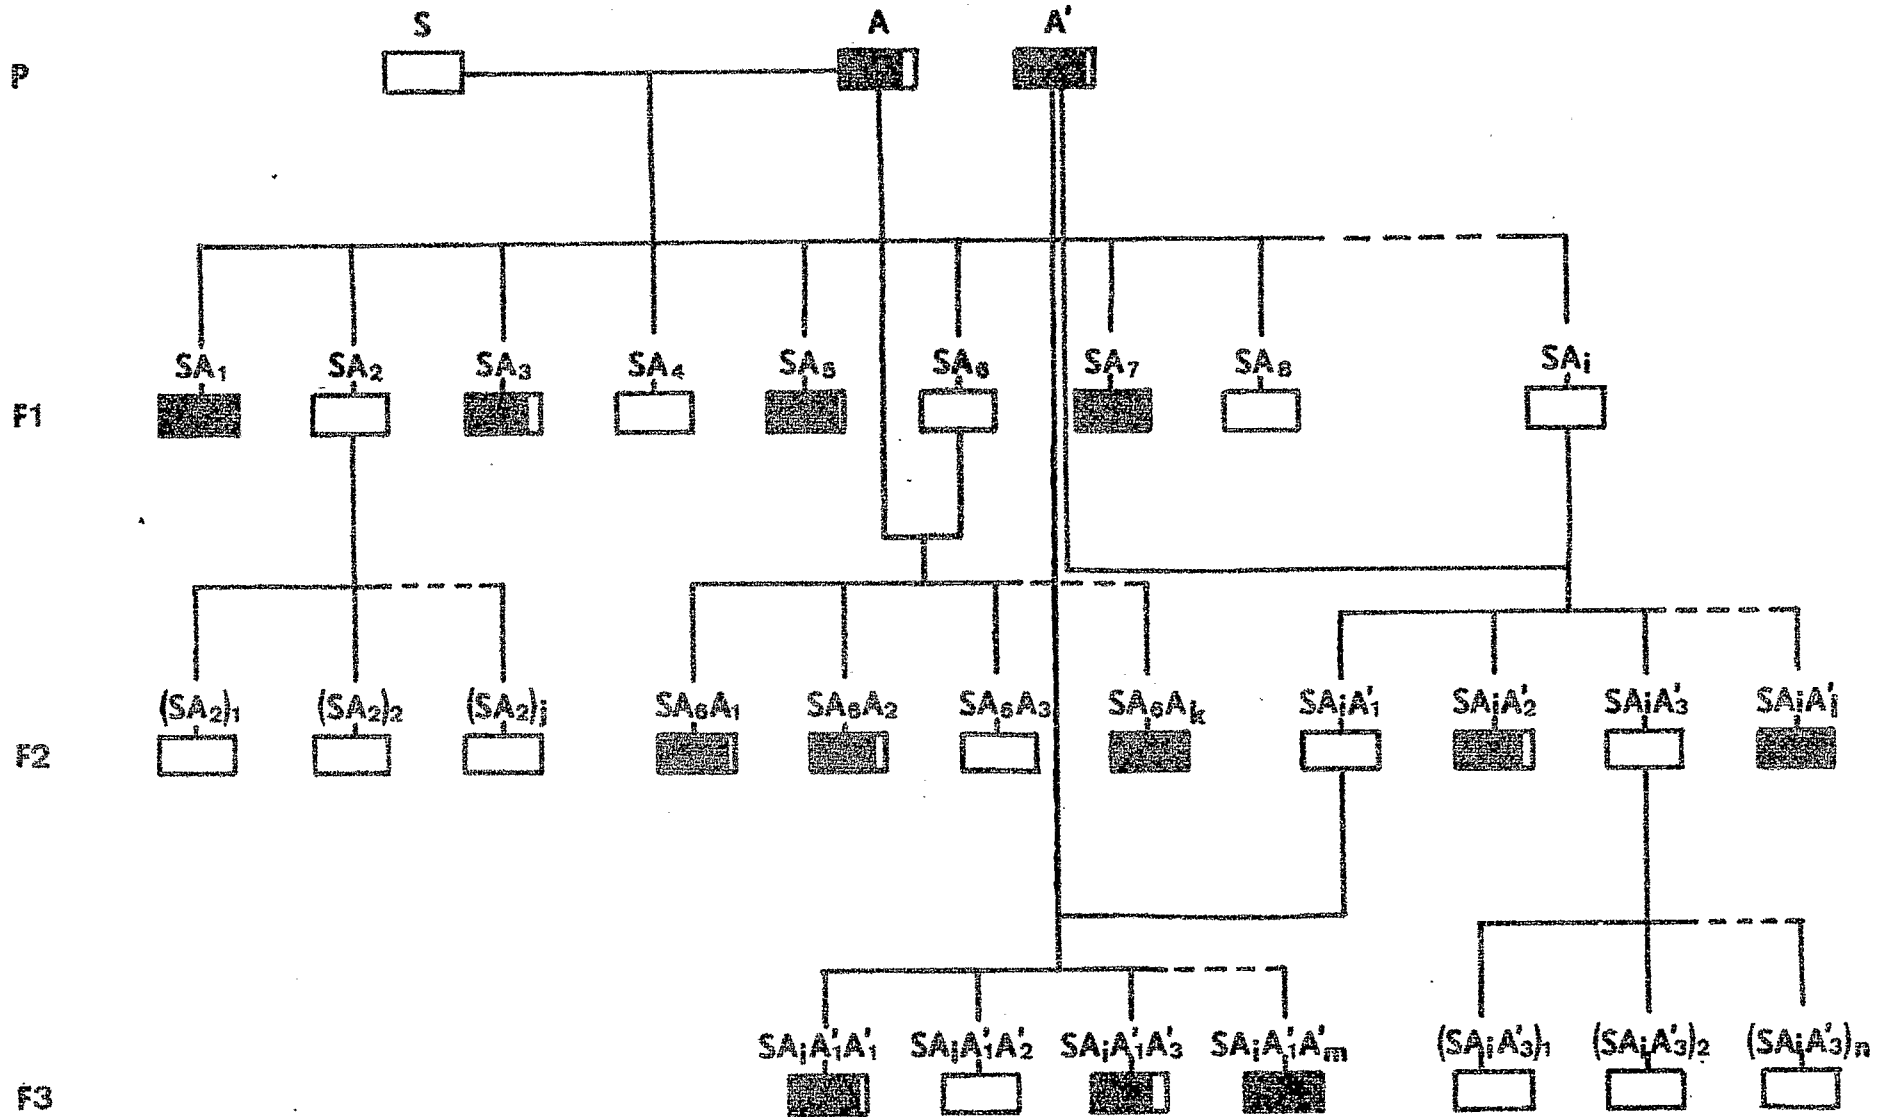 S A A'
P
SA₁ SA₂ SA₃ SA₄ SA₅ SA₆ SA₇ SA₈ SAᵢ
F1
(SA₂)₁ (SA₂)₂ (SA₂)ⱼ SA₆A₁ SA₆A₂ SA₆A₃ SA₆Aₖ SAᵢA'₁ SAᵢA'₂ SAᵢA'₃ SAᵢA'ₗ
F2
SAᵢA'₁A'₁ SAᵢA'₁A'₂ SAᵢA'₁A'₃ SAᵢA'₁A'ₘ (SAᵢA'₃)₁ (SAᵢA'₃)₂ (SAᵢA'₃)ₙ
F3